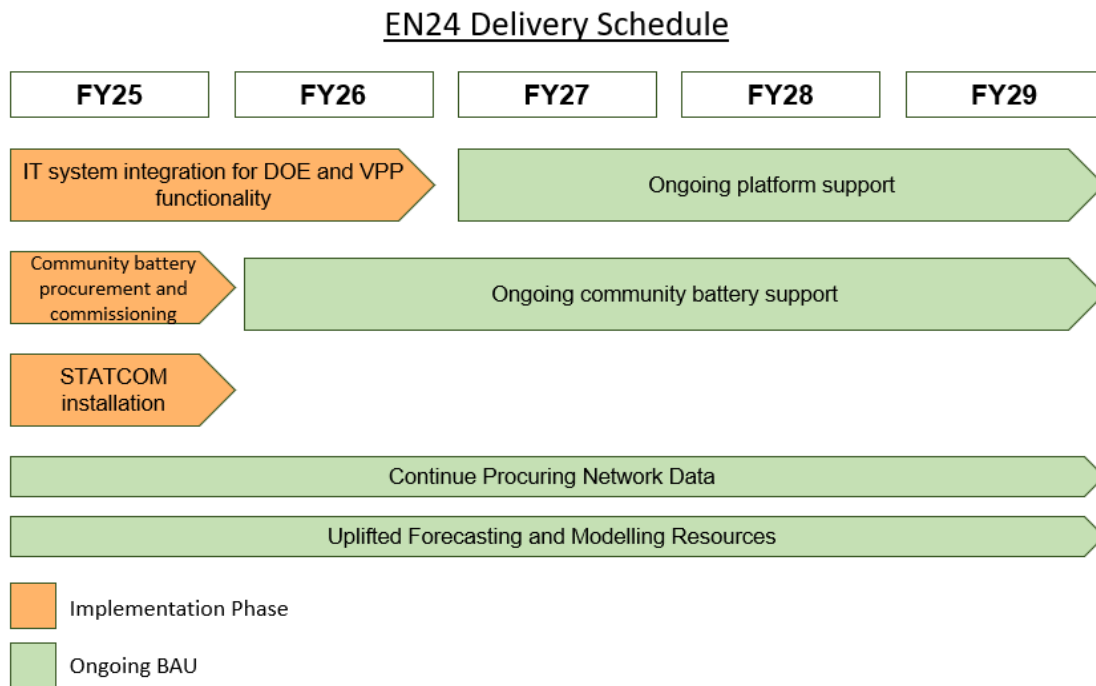 EN24 Delivery Schedule
FY25
FY26
FY27
FY28
FY29
IT system integration for DOE and VPP
functionality
Ongoing platform support
Community battery
procurement and
commissioning
Ongoing community battery support
STATCOM
installation
Continue Procuring Network Data
Uplifted Forecasting and Modelling Resources
Implementation Phase
Ongoing BAU